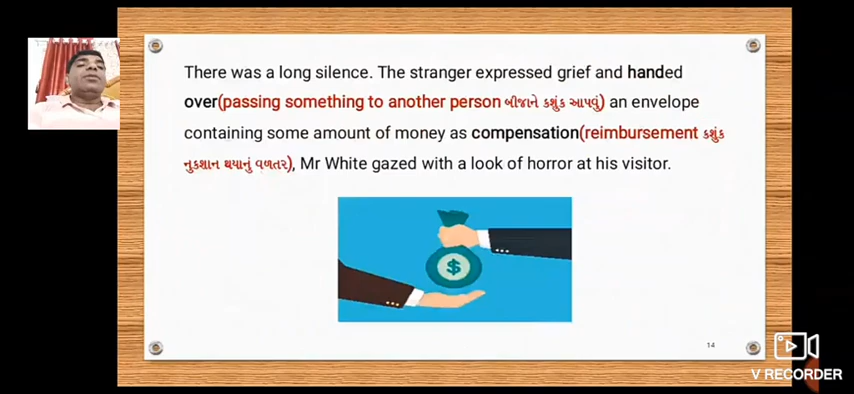 There was a long silence. The stranger expressed grief and handed
over(passing something to another person બીજાને કશુંક આપવું) an envelope
containing some amount of money as compensation(reimbursement કશુંક
નુકશાન થયાનું વળતર), Mr White gazed with a look of horror at his visitor.
$
14
V RECORDER